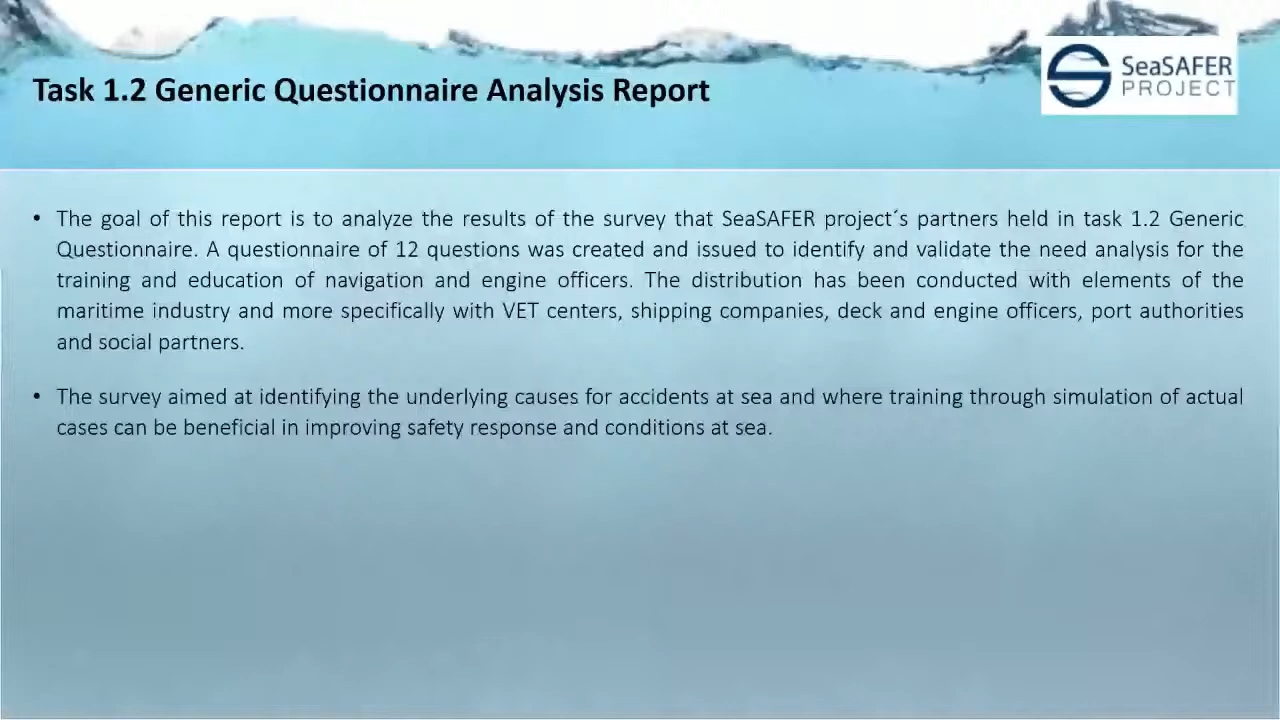 Task 1.2 Generic Questionnaire Analysis Report
SeaSAFER
PROJECT
• The goal of this report is to analyze the results of the survey that SeaSAFER project´s partners held in task 1.2 Generic
Questionnaire. A questionnaire of 12 questions was created and issued to identify and validate the need analysis for the
training and education of navigation and engine officers. The distribution has been conducted with elements of the
maritime industry and more specifically with VET centers, shipping companies, deck and engine officers, port authorities
and social partners.
• The survey aimed at identifying the underlying causes for accidents at sea and where training through simulation of actual
cases can be beneficial in improving safety response and conditions at sea.